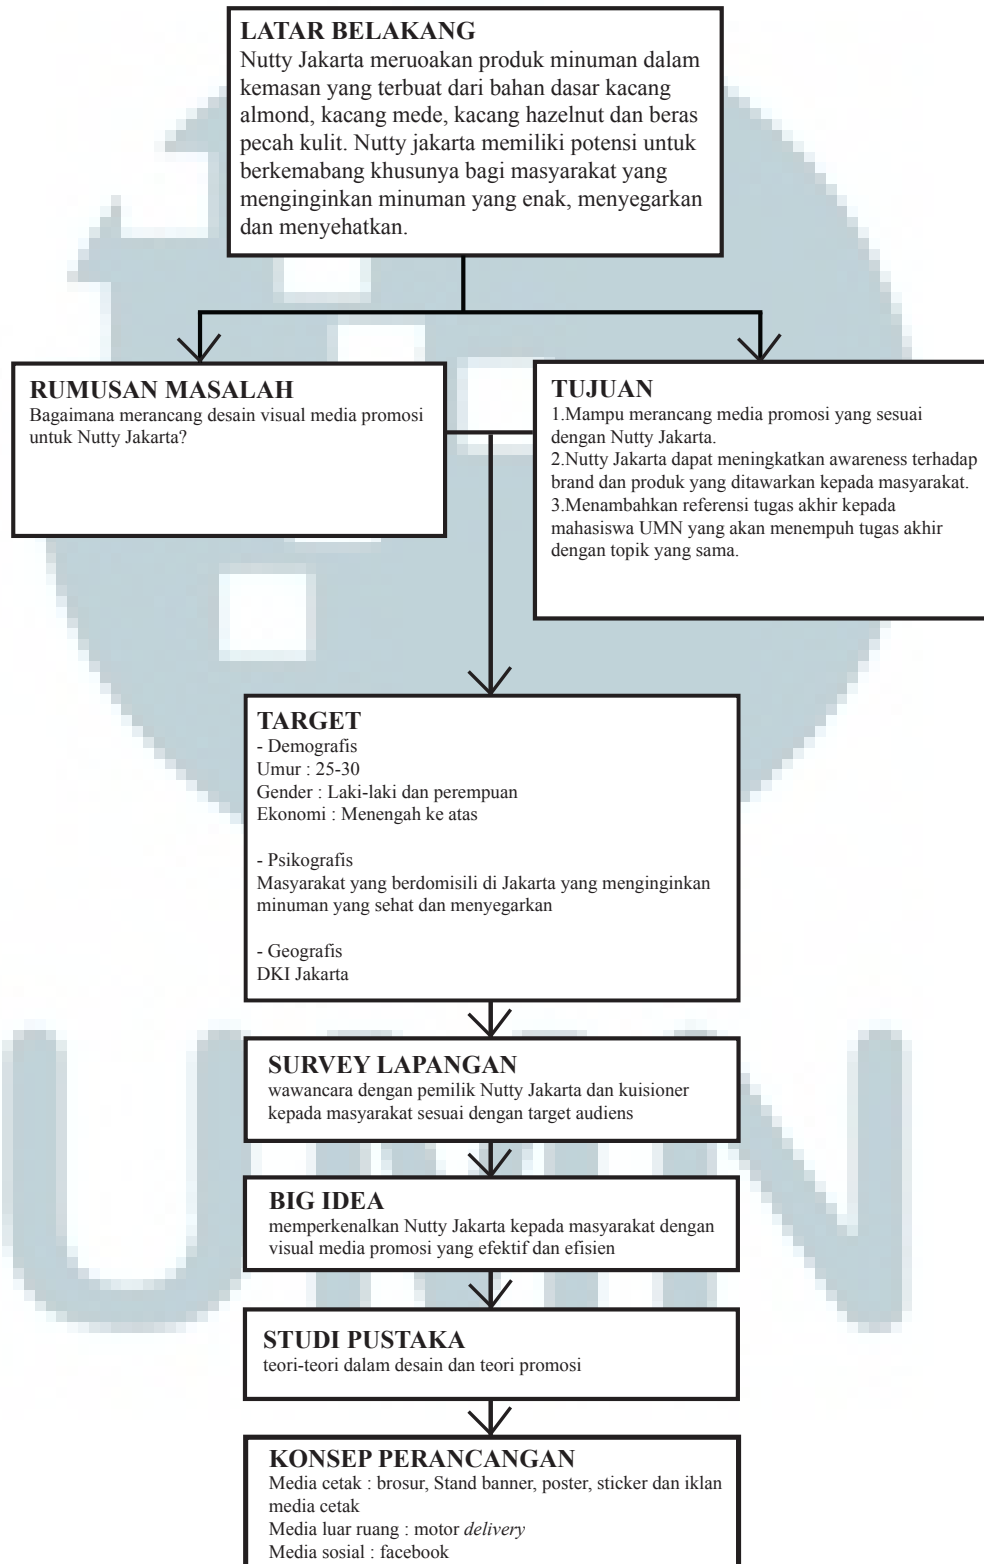 LATAR BELAKANG
Nutty Jakarta meruoakan produk minuman dalam
kemasan yang terbuat dari bahan dasar kacang
almond, kacang mede, kacang hazelnut dan beras
pecah kulit. Nutty jakarta memiliki potensi untuk
berkemabang khusunya bagi masyarakat yang
menginginkan minuman yang enak, menyegarkan
dan menyehatkan.
RUMUSAN MASALAH
Bagaimana merancang desain visual media promosi
untuk Nutty Jakarta?
TUJUAN
1.Mampu merancang media promosi yang sesuai
dengan Nutty Jakarta.
2.Nutty Jakarta dapat meningkatkan awareness terhadap
brand dan produk yang ditawarkan kepada masyarakat.
3.Menambahkan referensi tugas akhir kepada
mahasiswa UMN yang akan menempuh tugas akhir
dengan topik yang sama.
TARGET
- Demografis
Umur : 25-30
Gender : Laki-laki dan perempuan
Ekonomi : Menengah ke atas
- Psikografis
Masyarakat yang berdomisili di Jakarta yang menginginkan
minuman yang sehat dan menyegarkan
- Geografis
DKI Jakarta
SURVEY LAPANGAN
wawancara dengan pemilik Nutty Jakarta dan kuisioner
kepada masyarakat sesuai dengan target audiens
BIG IDEA
memperkenalkan Nutty Jakarta kepada masyarakat dengan
visual media promosi yang efektif dan efisien
STUDI PUSTAKA
teori-teori dalam desain dan teori promosi
KONSEP PERANCANGAN
Media cetak : brosur, Stand banner, poster, sticker dan iklan
media cetak
Media luar ruang : motor delivery
Media sosial : facebook
UMN